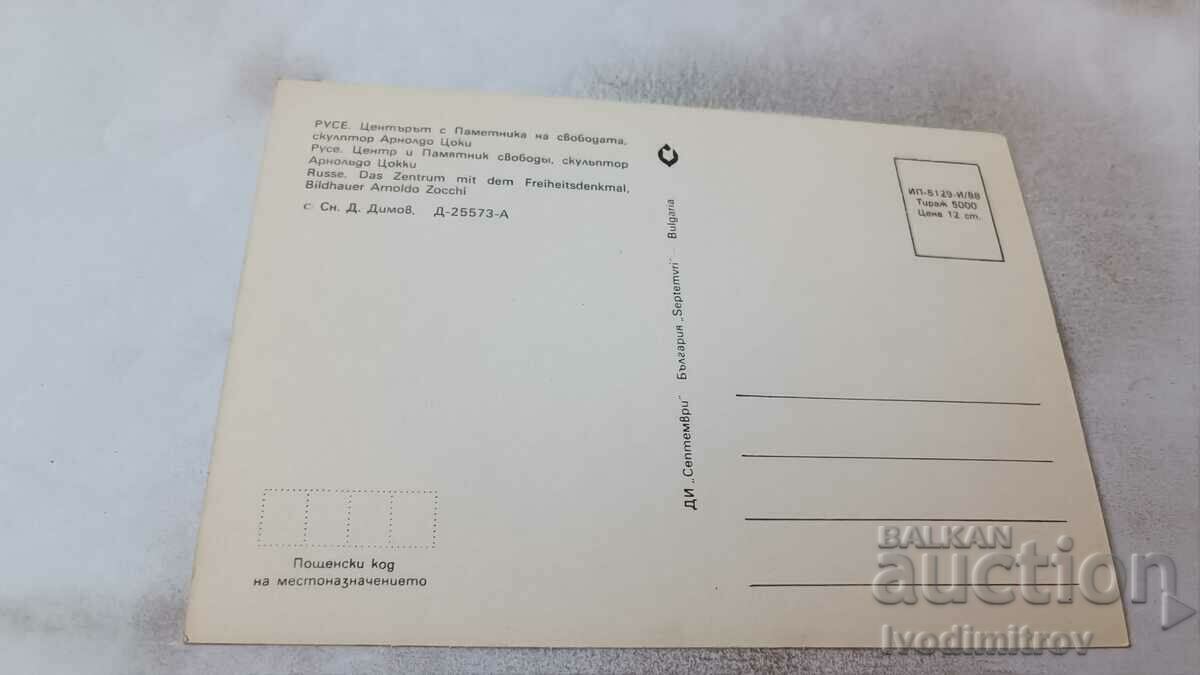 РУСЕ. Центърът с Паметника на свободата,
скулптор Арнолдо Цоки
Русе. Центр и Памятник свободы, скульптор
Арнольдо Цокки
Russe. Das Zentrum mit dem Freiheitsdenkmal,
Bildhauer Arnoldo Zocchi
С Сн. Д. Димов, Д-25573-А
ДИ „Септември" България „Septemvri" Bulgaria
ИП-5129-И/88
Тираж 5000
Цена 12 ст.
Пощенски код
на местоназначението
BALKAN
auction
Ivodimitrov